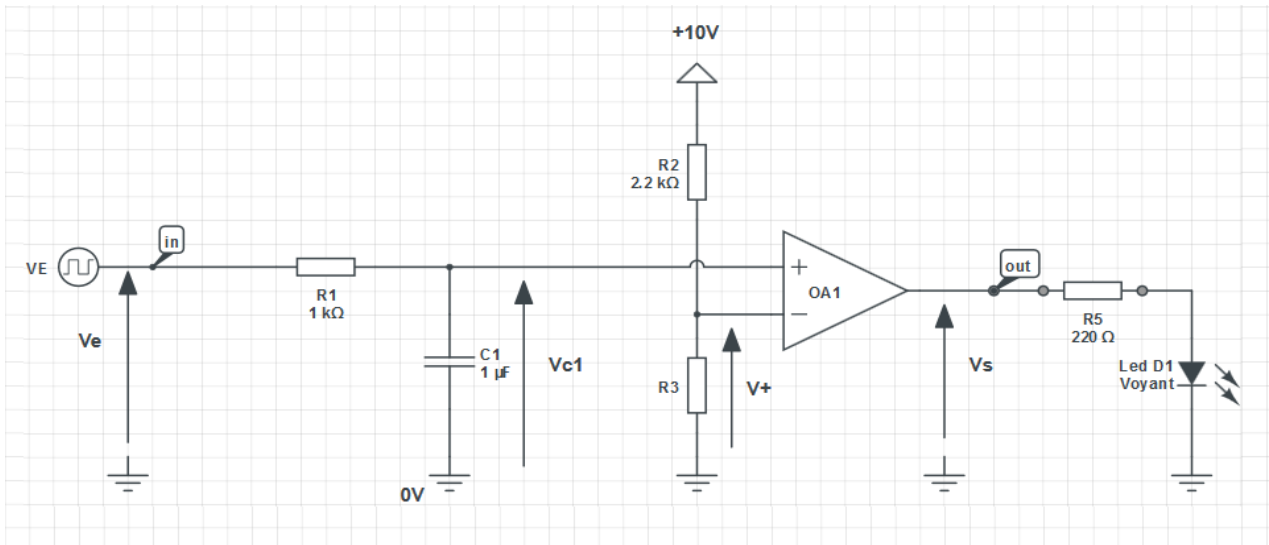 +10V
R2
2.2 kΩ
in
VE
R1
1 kΩ
Ve
C1
1 µF
Vc1
0V
R3
V+
+
−
OA1
out
Vs
R5
220 Ω
Led D1
Voyant